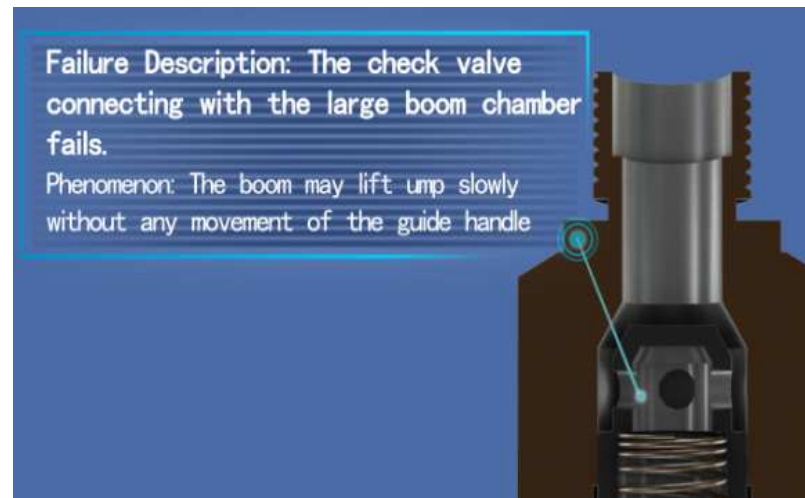 Failure Description: The check valve
connecting with the large boom chamber
fails.
Phenomenon: The boom may lift ump slowly
without any movement of the guide handle